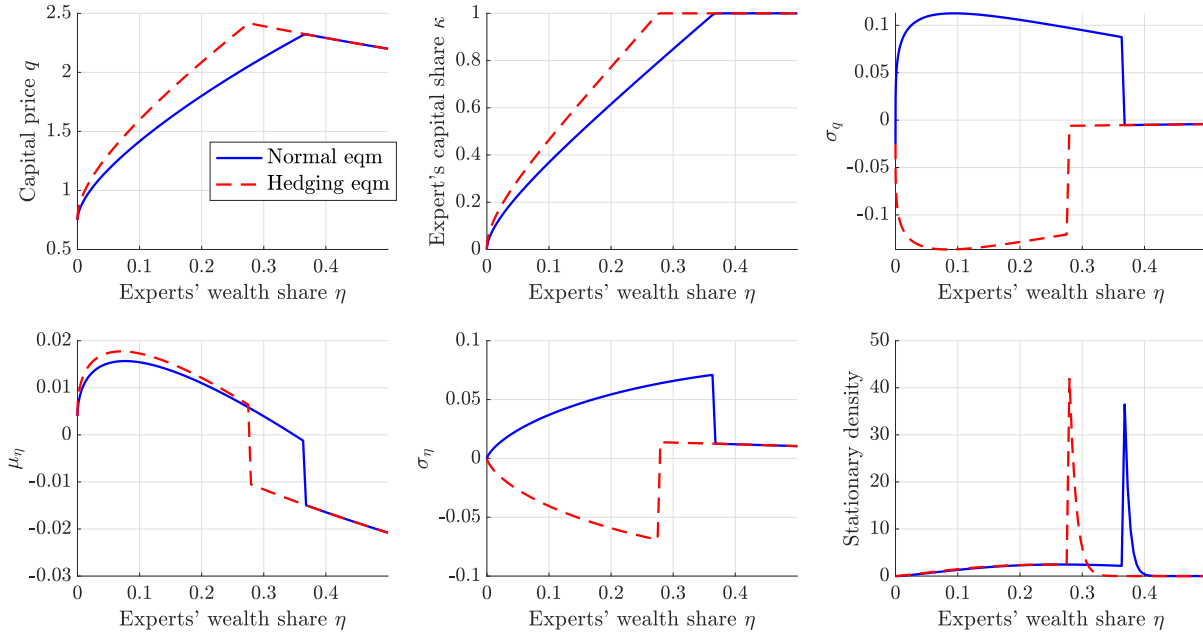 2.5
2
1.5
1
0.5
Capital price q
0 0.1 0.2 0.3 0.4
Experts' wealth share η
Normal eqm
Hedging eqm
1
0.8
0.6
0.4
0.2
0
Expert's capital share κ
0 0.1 0.2 0.3 0.4
Experts' wealth share η
0.1
0.05
0
-0.05
-0.1
σq
0 0.1 0.2 0.3 0.4
Experts' wealth share η
0.02
0.01
0
-0.01
-0.02
-0.03
μη
0 0.1 0.2 0.3 0.4
Experts' wealth share η
0.1
0.05
0
-0.05
-0.1
ση
0 0.1 0.2 0.3 0.4
Experts' wealth share η
50
40
30
20
10
0
Stationary density
0 0.1 0.2 0.3 0.4
Experts' wealth share η